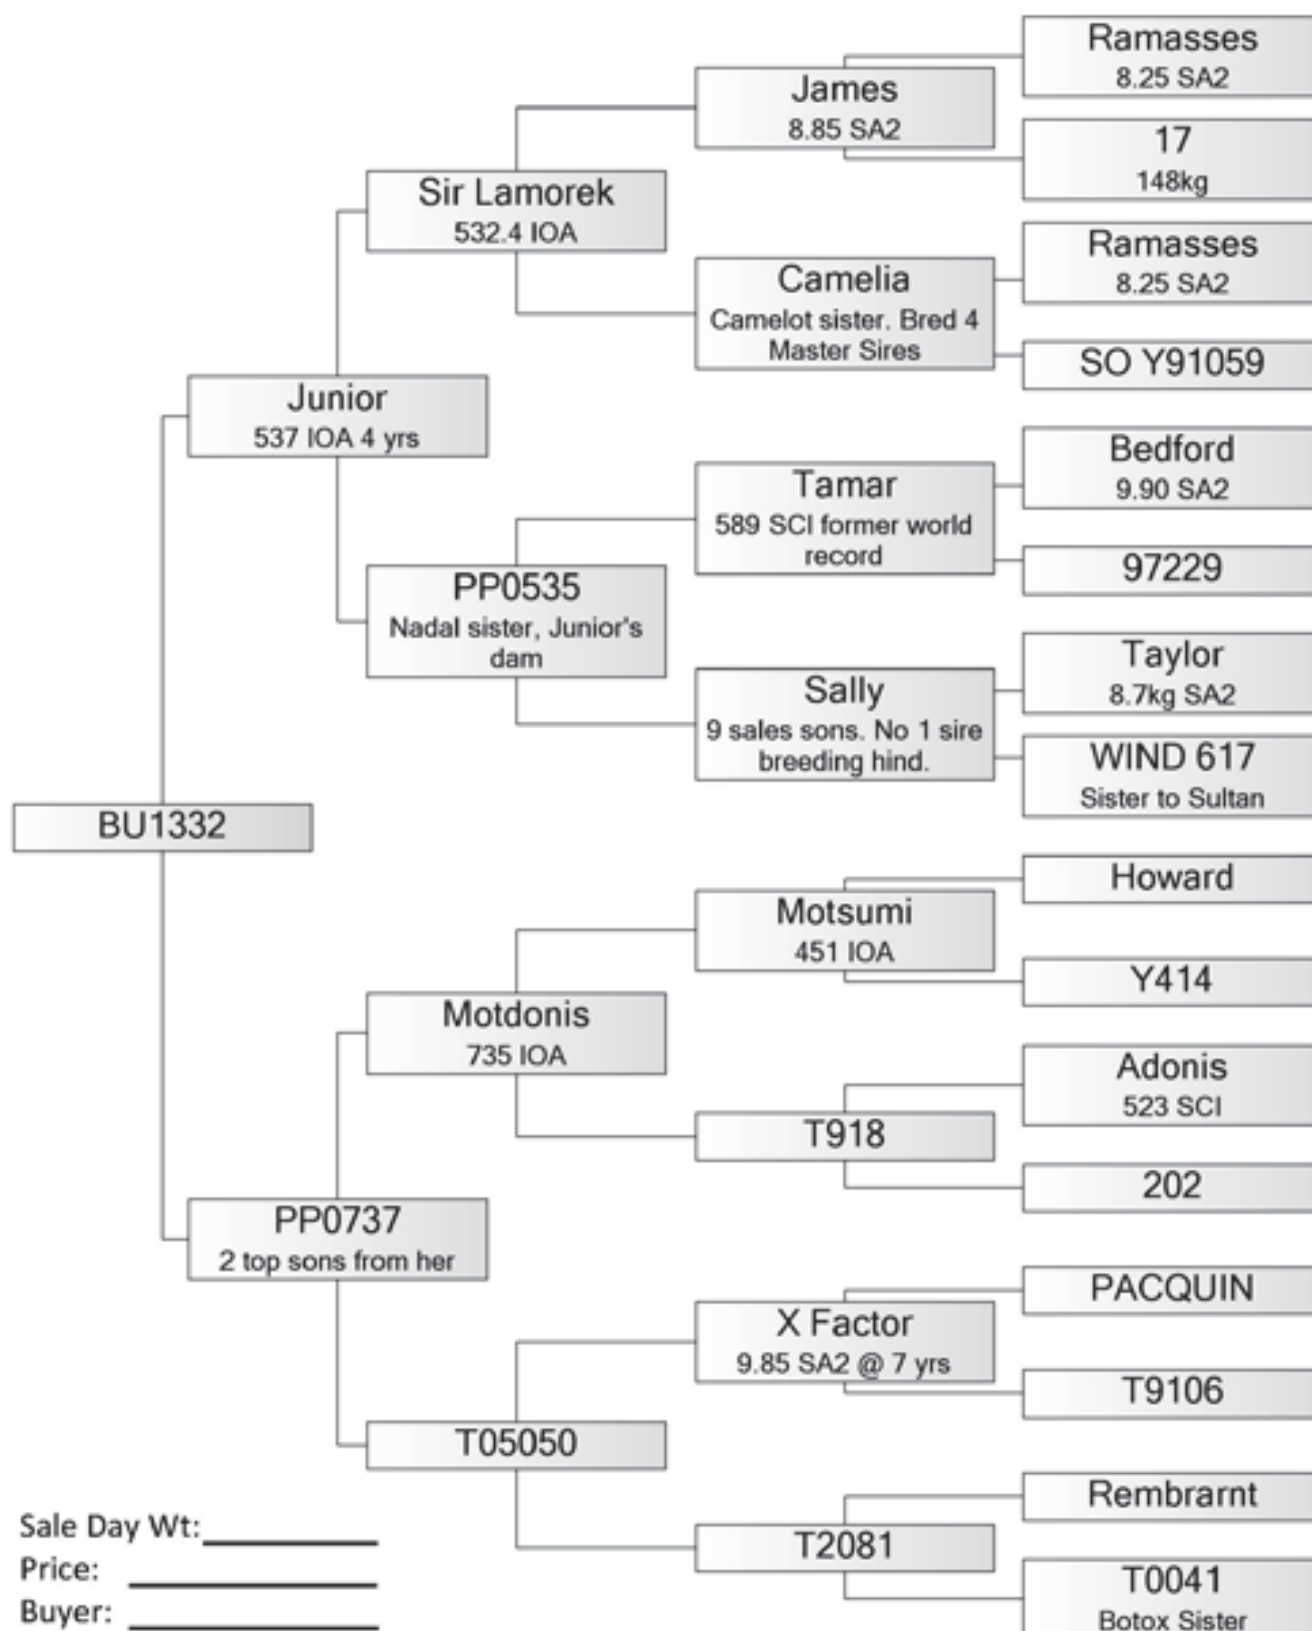 Ramasses
8.25 SA2
James
8.85 SA2
17
148kg
Sir Lamorek
532.4 IOA
Ramasses
8.25 SA2
Camelia
Camelot sister. Bred 4
Master Sires
SO Y91059
Junior
537 IOA 4 yrs
Bedford
9.90 SA2
Tamar
589 SCI former world
record
97229
PP0535
Nadal sister, Junior's
dam
Taylor
8.7kg SA2
Sally
9 sales sons. No 1 sire
breeding hind.
WIND 617
Sister to Sultan
BU1332
Howard
Motsumi
451 IOA
Y414
Motdonis
735 IOA
Adonis
523 SCI
T918
202
PP0737
2 top sons from her
PACQUIN
X Factor
9.85 SA2 @ 7 yrs
T9106
T05050
Rembrarnt
T2081
T0041
Botox Sister
Sale Day Wt:
Price:
Buyer: